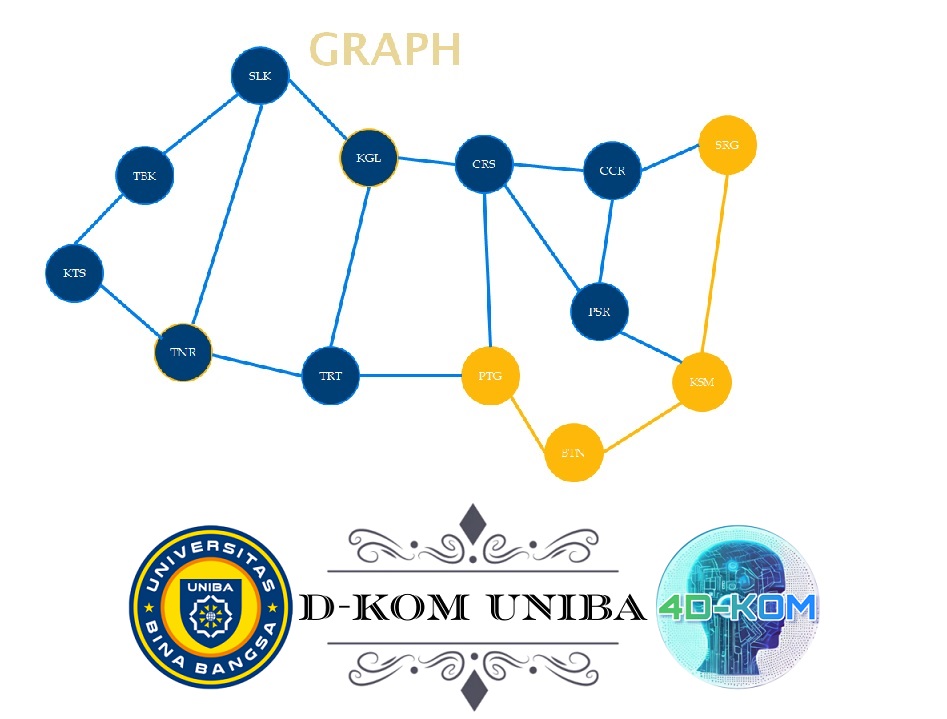 GRAPH
SLK
KGL
CRS
CCR
SRG
TBK
KTS
TNR
TRT
PTG
PSR
KSM
BTN
UNIVERSITAS
UNIBA
BINA BANGSA
D-KOM UNIBA
4D-KOM